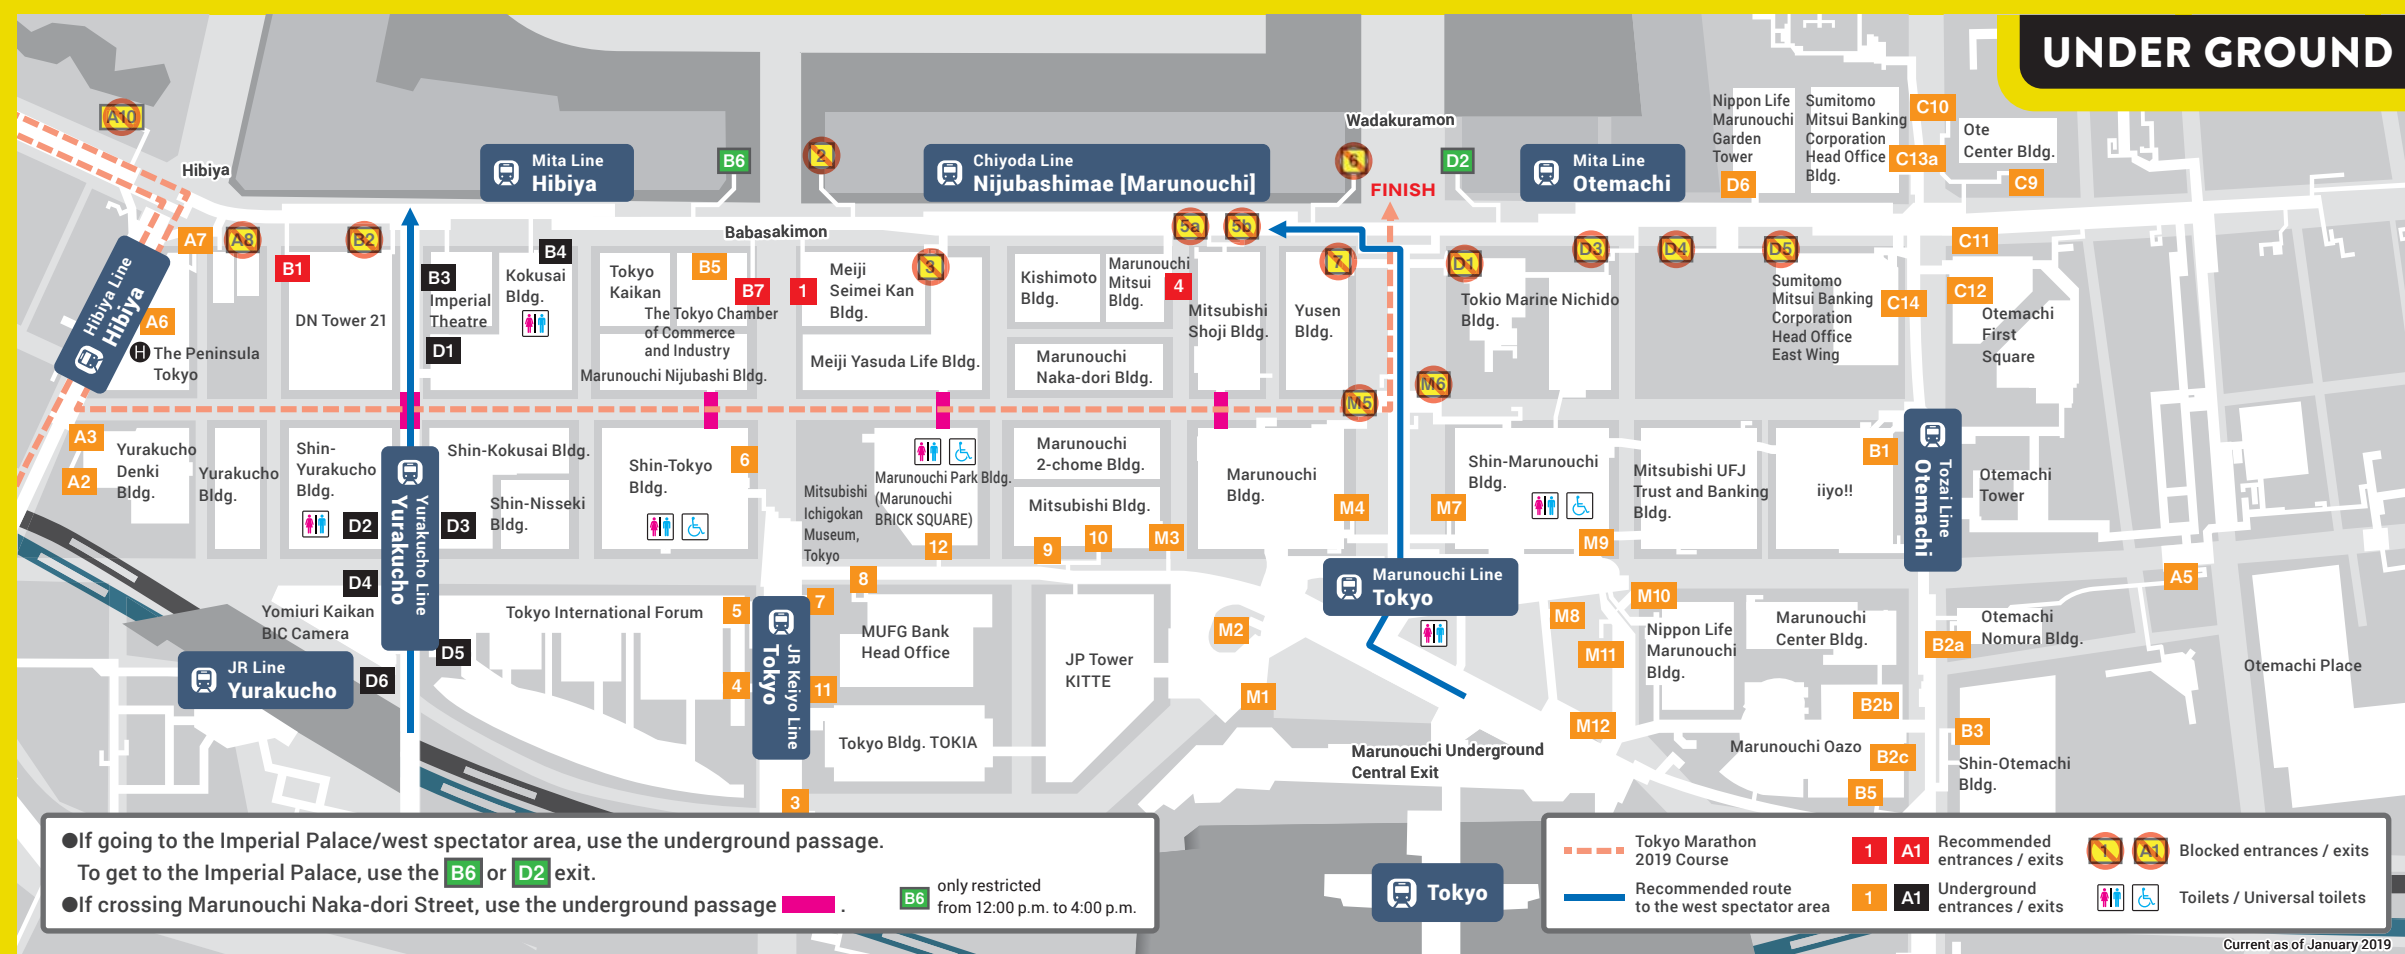 UNDER GROUND
A10
Hibiya
Mita Line
Hibiya
B6
2
Chiyoda Line
Nijubashimae [Marunouchi]
Wadakuramon
6
FINISH
D2
Mita Line
Otemachi
Nippon Life
Marunouchi
Garden
Tower
D6
Sumitomo
Mitsui Banking
Corporation
Head Office
Bldg.
C10
C13a
Ote
Center Bldg.
C9
A7
A8
B2
B1
B3
B4
Babasakimon
5a
5b
7
D1
D3
D4
D5
C11
C12
C14
Hibiya Line
Hibiya
A6
H
The Peninsula
Tokyo
DN Tower 21
Imperial
Theatre
D1
Kokusai
Bldg.
Tokyo
Kaikan
B5
B7
The Tokyo Chamber
of Commerce
and Industry
Marunouchi Nijubashi Bldg.
1
Meiji
Seimei Kan
Bldg.
3
Meiji Yasuda Life Bldg.
Kishimoto
Bldg.
Marunouchi
Mitsui
Bldg.
4
Marunouchi
Naka-dori Bldg.
Mitsubishi
Shoji Bldg.
Yusen
Bldg.
M5
M6
Tokio Marine Nichido
Bldg.
Sumitomo
Mitsui Banking
Corporation
Head Office
East Wing
Otemachi
First
Square
A3
A2
Yurakucho
Denki
Bldg.
Yurakucho
Bldg.
Shin-
Yurakucho
Bldg.
D2
Yurakucho Line
Yurakucho
D3
Shin-Kokusai Bldg.
Shin-Nisseki
Bldg.
Shin-Tokyo
Bldg.
6
Mitsubishi
Ichigokan
Museum,
Tokyo
Marunouchi Park Bldg.
(Marunouchi
BRICK SQUARE)
12
Marunouchi
2-chome Bldg.
Mitsubishi Bldg.
9
10
M3
Marunouchi
Bldg.
M4
M7
Shin-Marunouchi
Bldg.
M9
Mitsubishi UFJ
Trust and Banking
Bldg.
iiyo!!
B1
Tozai Line
Otemachi
Otemachi
Tower
D4
Yomiuri Kaikan
BIC Camera
D5
D6
JR Line
Yurakucho
Tokyo International Forum
5
4
JR Keiyo Line
Tokyo
7
8
11
3
MUFG Bank
Head Office
Tokyo Bldg. TOKIA
JP Tower
KITTE
M2
M1
Marunouchi Line
Tokyo
M8
M10
M11
M12
Nippon Life
Marunouchi
Bldg.
Marunouchi
Center Bldg.
B2a
Otemachi
Nomura Bldg.
A5
Otemachi Place
B2b
Marunouchi Oazo
B2c
B5
B3
Shin-Otemachi
Bldg.
Marunouchi Underground
Central Exit
Tokyo
●If going to the Imperial Palace/west spectator area, use the underground passage.
To get to the Imperial Palace, use the B6 or D2 exit.
●If crossing Marunouchi Naka-dori Street, use the underground passage .
B6 only restricted
from 12:00 p.m. to 4:00 p.m.
Tokyo Marathon
2019 Course
Recommended route
to the west spectator area
1 A1 Recommended
entrances / exits
1 A1 Underground
entrances / exits
1 A1 Blocked entrances / exits
Toilets / Universal toilets
Current as of January 2019